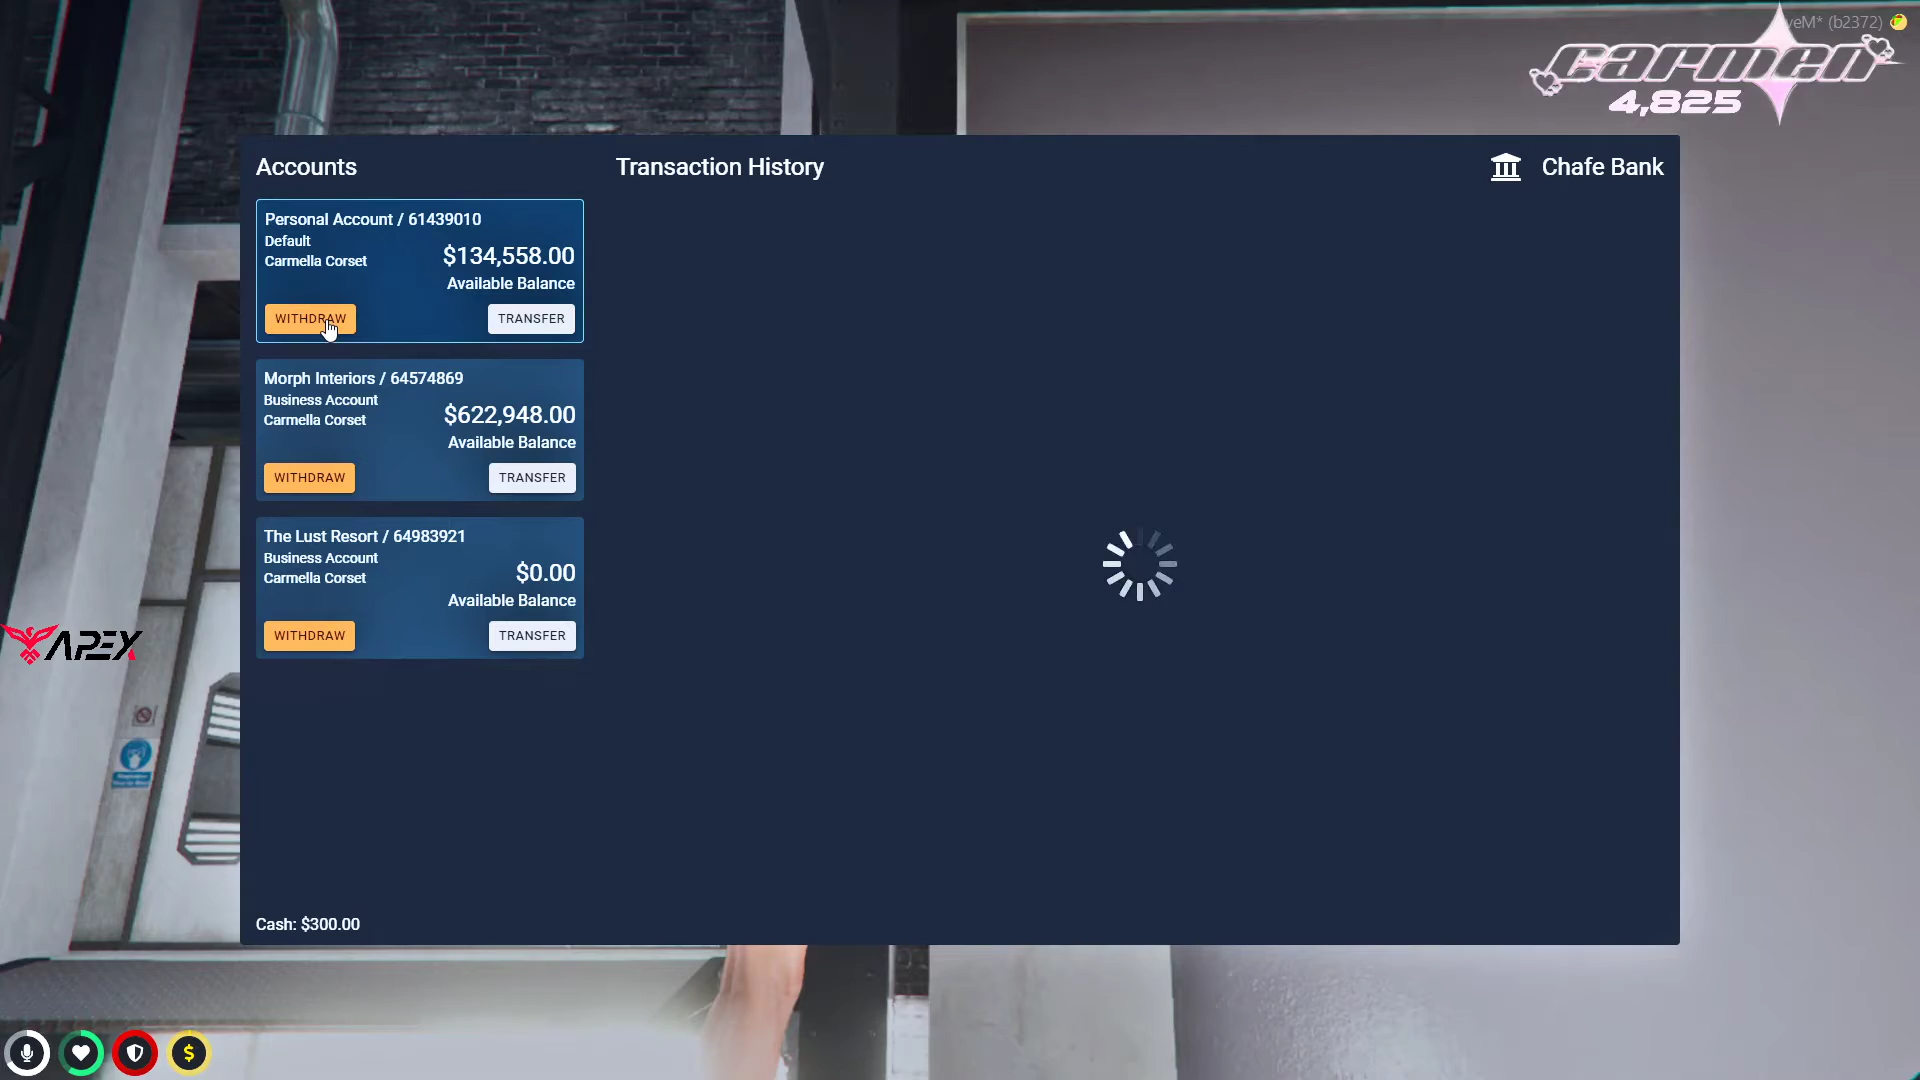 veM* (b2372)
carmen
4,825
Accounts
Transaction History
Chafe Bank
Personal Account / 61439010
Default
Carmella Corset
$134,558.00
Available Balance
WITHDRAW
TRANSFER
Morph Interiors / 64574869
Business Account
Carmella Corset
$622,948.00
Available Balance
WITHDRAW
TRANSFER
The Lust Resort / 64983921
Business Account
Carmella Corset
$0.00
Available Balance
WITHDRAW
TRANSFER
APEX
Cash: $300.00
$